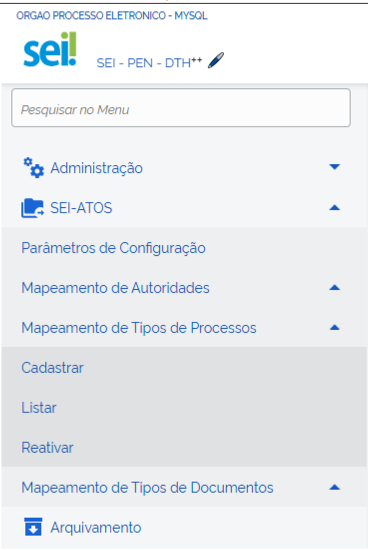 ORGAO PROCESSO ELETRONICO - MYSQL
sei!
SEI - PEN - DTH++
Pesquisar no Menu
Administração
SEI-ATOS
Parâmetros de Configuração
Mapeamento de Autoridades
Mapeamento de Tipos de Processos
Cadastrar
Listar
Reativar
Mapeamento de Tipos de Documentos
Arquivamento